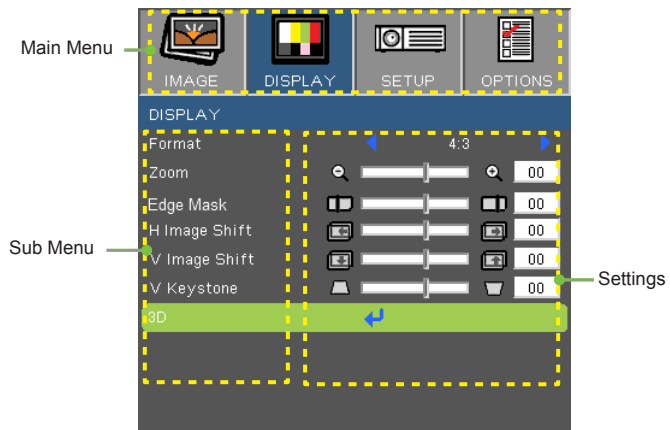 Main Menu
IMAGE DISPLAY SETUP OPTIONS
DISPLAY
Format 4:3
Zoom 00
Edge Mask 00
H Image Shift 00
Sub Menu
V Image Shift 00
Settings
V Keystone 00
3D